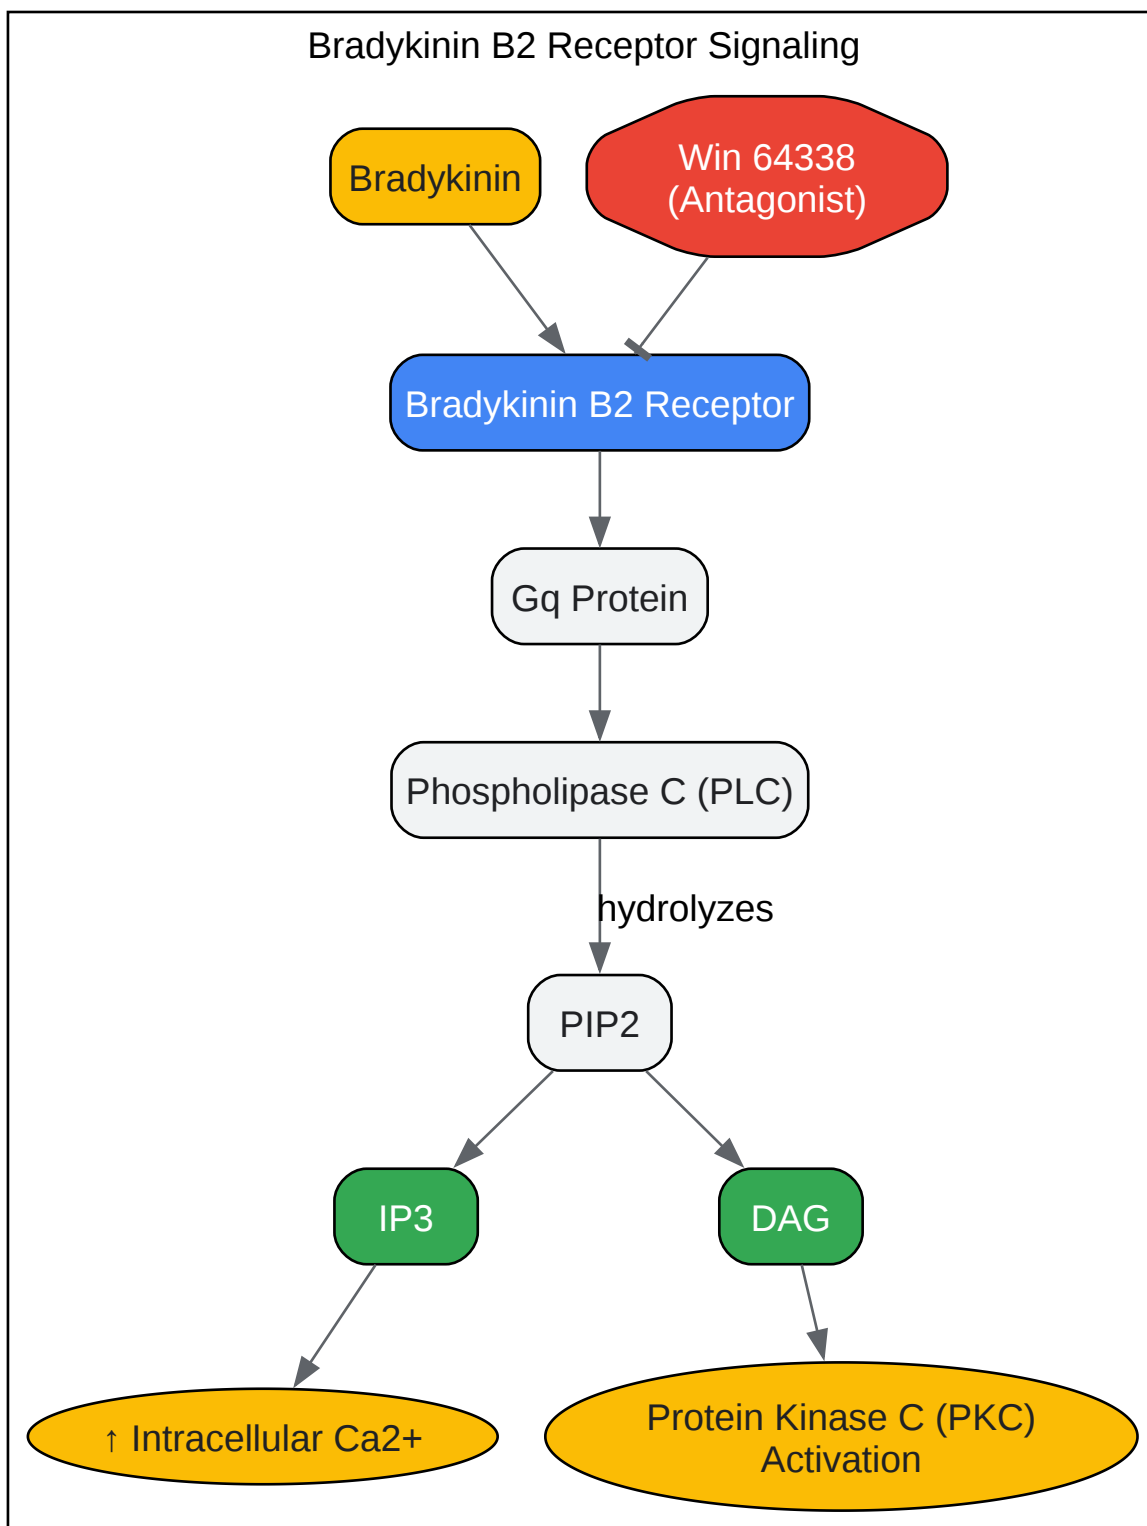 Bradykinin B2 Receptor Signaling
Bradykinin
Win 64338
(Antagonist)
Bradykinin B2 Receptor
Gq Protein
Phospholipase C (PLC)
hydrolyzes
PIP2
IP3
DAG
↑ Intracellular Ca2+
Protein Kinase C (PKC)
Activation